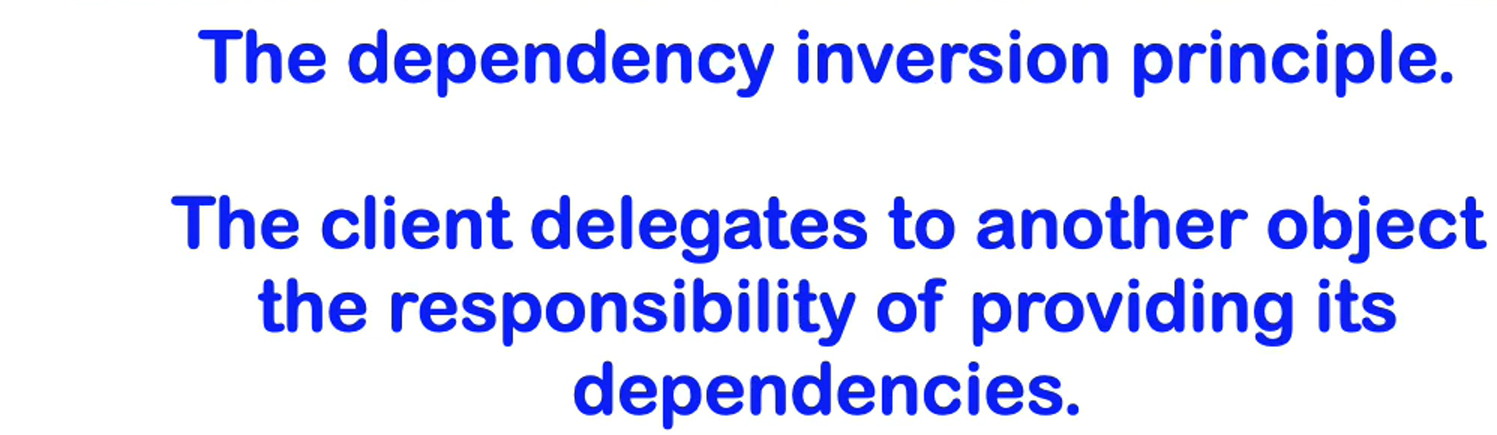 The dependency inversion principle.
The client delegates to another object
the responsibility of providing its
dependencies.